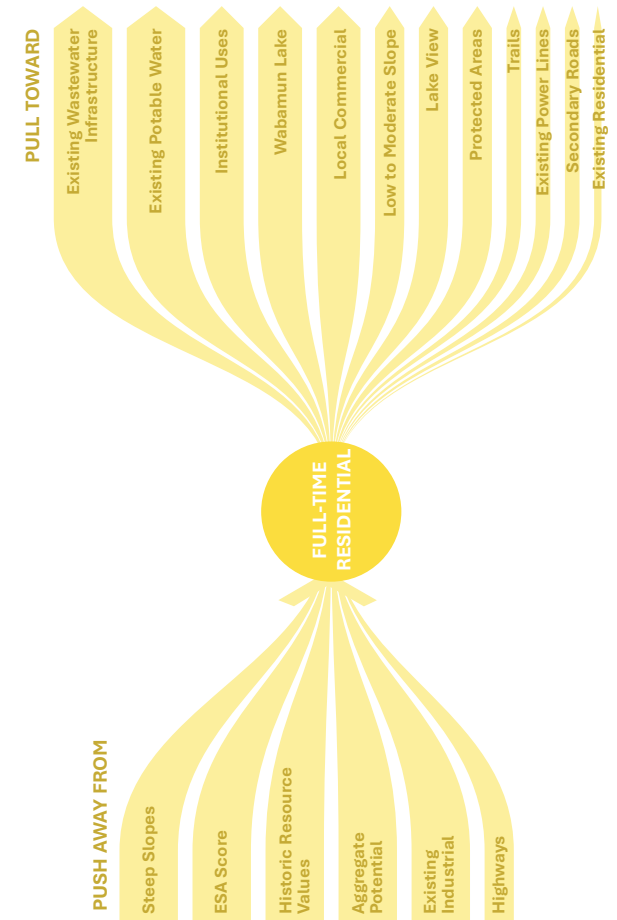 PULL TOWARD
Existing Wastewater
Infrastructure
Existing Potable Water
Institutional Uses
Wabamun Lake
Local Commercial
Low to Moderate Slope
Lake View
Protected Areas
Trails
Existing Power Lines
Secondary Roads
Existing Residential
FULL-TIME
RESIDENTIAL
PUSH AWAY FROM
Steep Slopes
ESA Score
Historic Resource
Values
Aggregate
Potential
Existing
Industrial
Highways